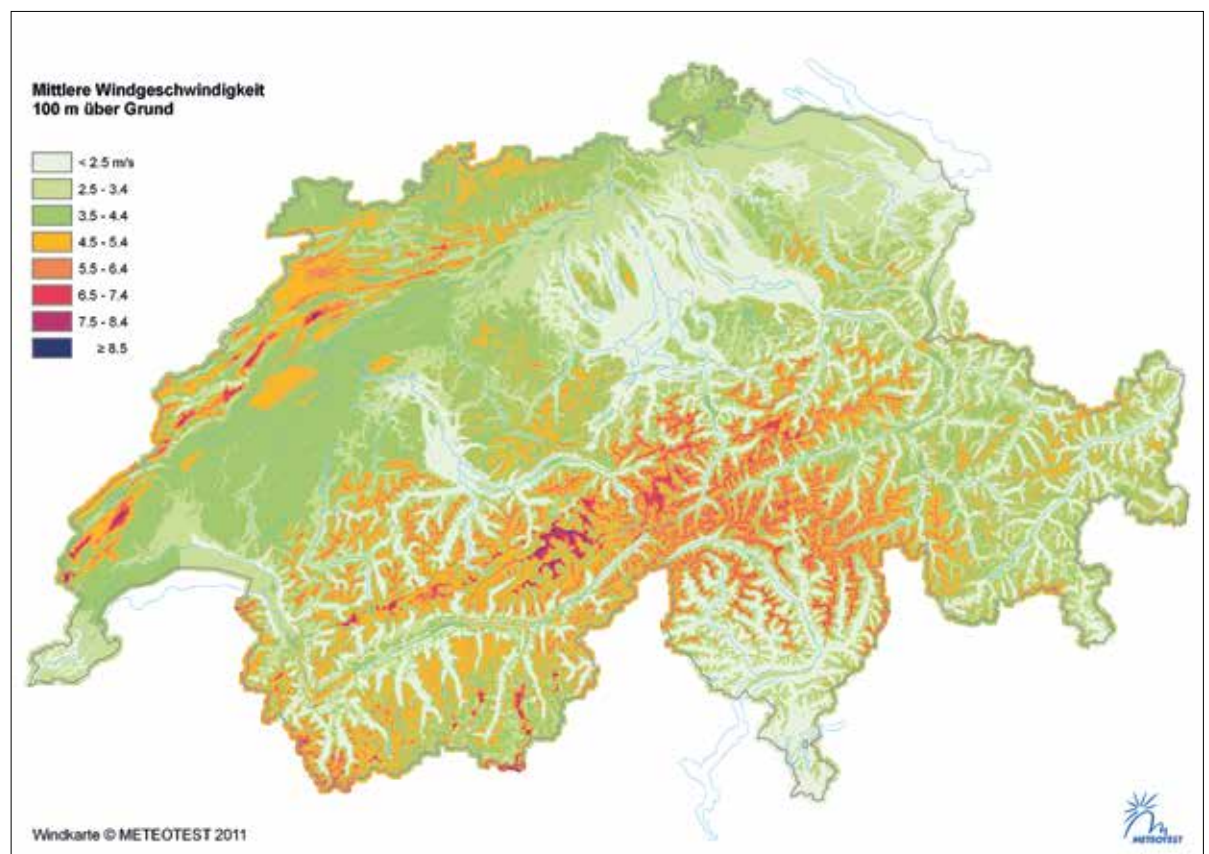 Mittlere Windgeschwindigkeit
100 m über Grund
< 2.5 m/s
2.5 - 3.4
3.5 - 4.4
4.5 - 5.4
5.5 - 6.4
6.5 - 7.4
7.5 - 8.4
≥ 8.5
Windkarte © METEOTEST 2011
METEOTEST